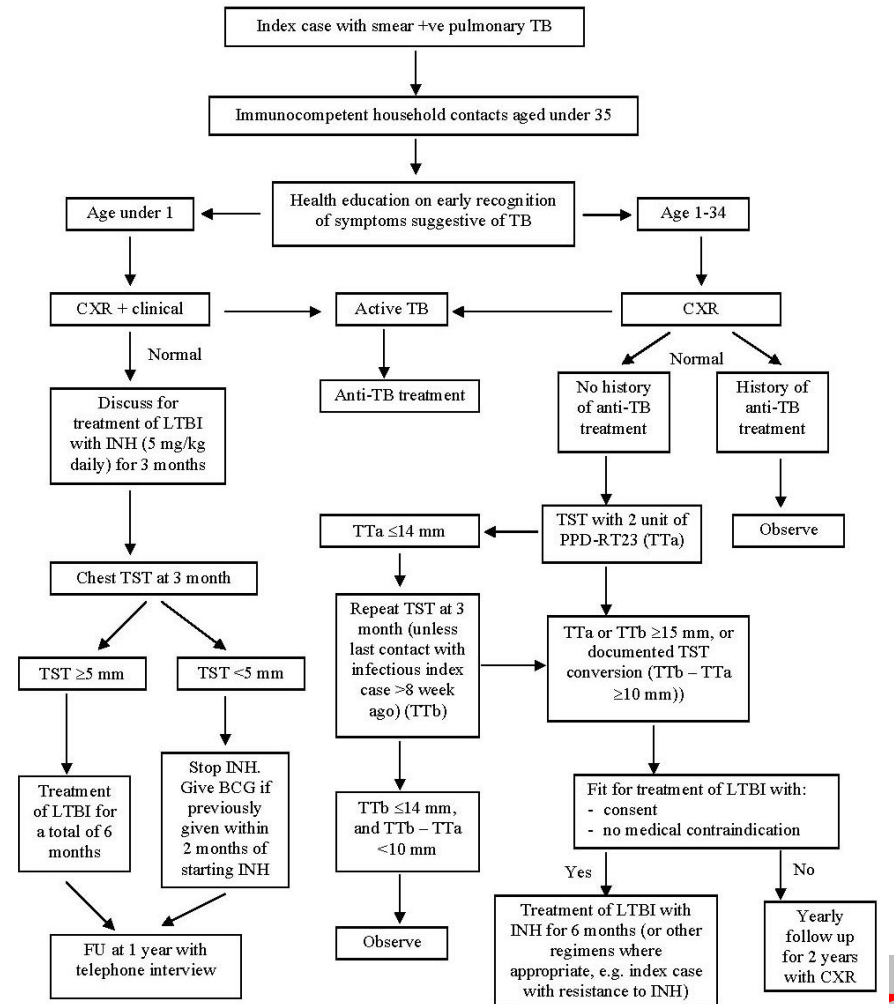 Index case with smear +ve pulmonary TB
Immunocompetent household contacts aged under 35
Health education on early recognition
of symptoms suggestive of TB
Age under 1
Age 1-34
CXR + clinical
Active TB
CXR
Normal
Normal
Anti-TB treatment
No history
of anti-TB
treatment
History of
anti-TB
treatment
Discuss for
treatment of LTBI
with INH (5 mg/kg
daily) for 3 months
TTa ≤14 mm
TST with 2 unit of
PPD-RT23 (TTa)
Observe
Chest TST at 3 month
Repeat TST at 3
month (unless
last contact with
infectious index
case >8 week
ago) (TTb)
TTa or TTb ≥15 mm, or
documented TST
conversion (TTb – TTa
≥10 mm))
TST ≥5 mm
TST <5 mm
Treatment
of LTBI for
a total of 6
months
Stop INH.
Give BCG if
previously
given within
2 months of
starting INH
TTb ≤14 mm,
and TTb – TTa
<10 mm
Fit for treatment of LTBI with:
- consent
- no medical contraindication
Yes
No
FU at 1 year with
telephone interview
Observe
Treatment of LTBI with
INH for 6 months (or other
regimens where
appropriate, e.g. index case
with resistance to INH)
Yearly
follow up
for 2 years
with CXR